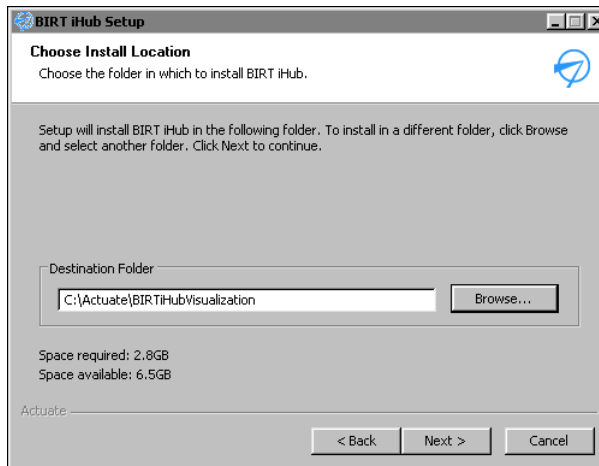 BIRT iHub Setup
Choose Install Location
Choose the folder in which to install BIRT iHub.
Setup will install BIRT iHub in the following folder. To install in a different folder, click Browse
and select another folder. Click Next to continue.
Destination Folder
C:\Actuate\BIRTiHubVisualization
Browse...
Space required: 2.8GB
Space available: 6.5GB
Actuate
< Back Next > Cancel